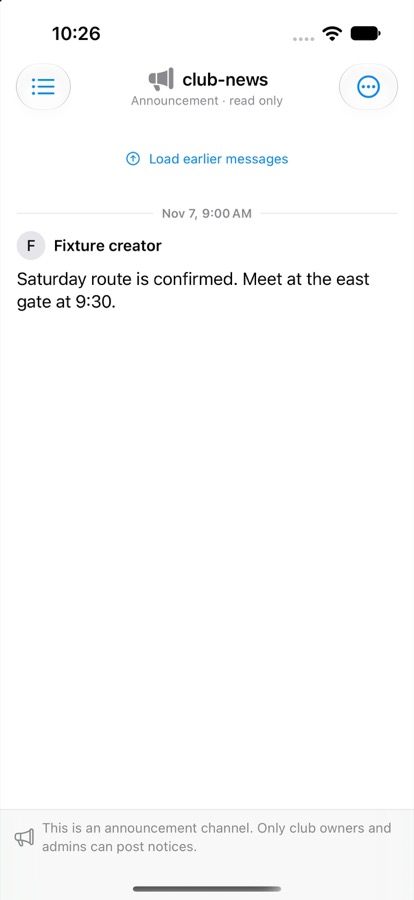 10:26
club-news
Announcement · read only
Load earlier messages
Nov 7, 9:00 AM
F Fixture creator
Saturday route is confirmed. Meet at the east
gate at 9:30.
This is an announcement channel. Only club owners and
admins can post notices.